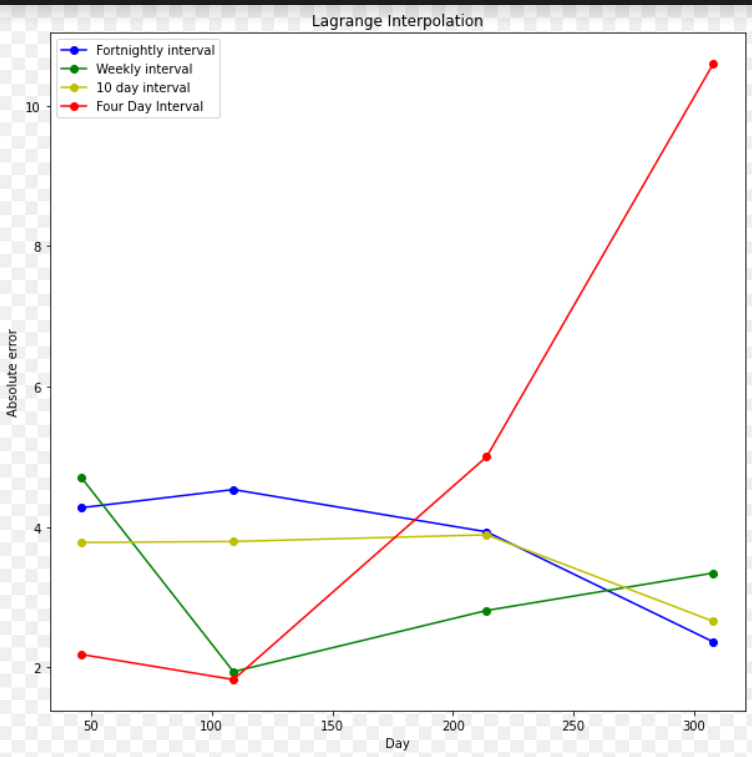 Lagrange Interpolation
Fortnightly interval
Weekly interval
10 day interval
Four Day Interval
Absolute error
10
8
6
4
2
50 100 150 200 250 300
Day